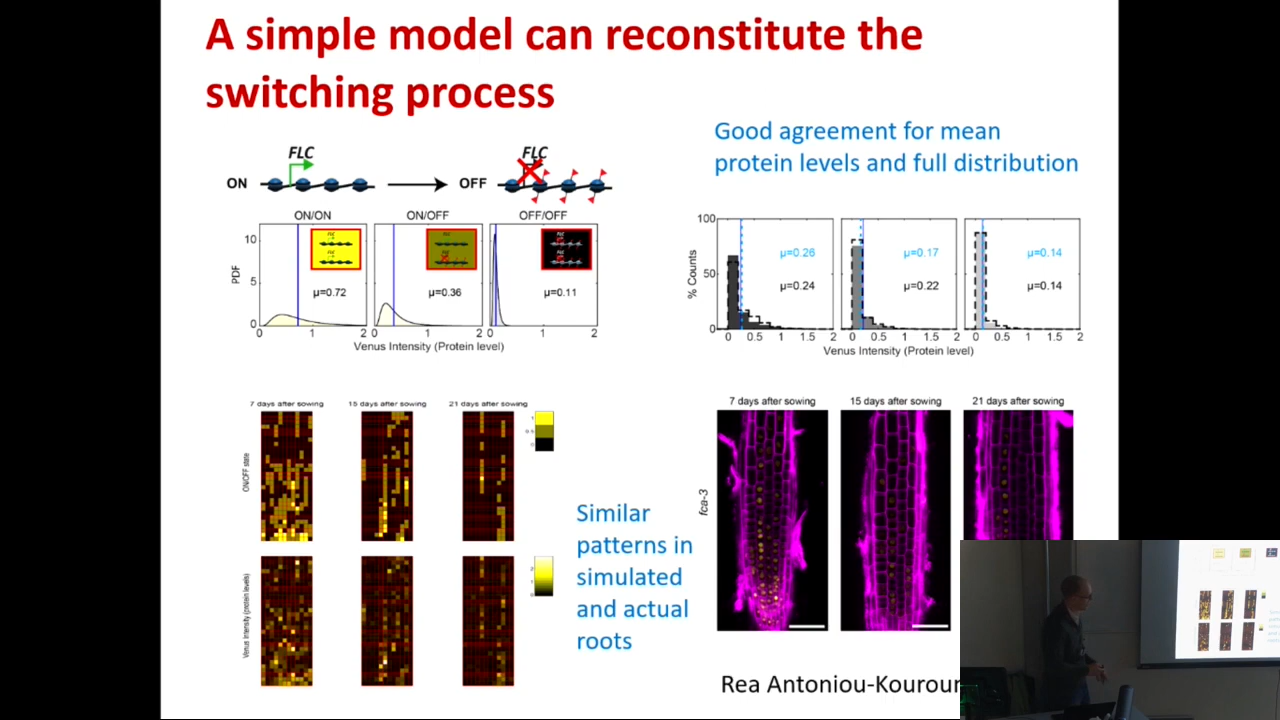 A simple model can reconstitute the
switching process
Good agreement for mean
protein levels and full distribution
FLC
FLC
ON
OFF
ON/ON
ON/OFF
OFF/OFF
PDF
10
5
0
μ=0.72
μ=0.36
μ=0.11
0 1 2 0 1 2 0 1 2
Venus Intensity (Protein level)
% Counts
100
50
0
μ=0.26
μ=0.17
μ=0.14
μ=0.24
μ=0.22
μ=0.14
0 0.5 1 1.5 2 0 0.5 1 1.5 2 0 0.5 1 1.5 2
Venus Intensity (Protein level)
7 days after sowing
15 days after sowing
21 days after sowing
ON/OFF state
Venus Intensity (protein levels)
7 days after sowing
15 days after sowing
21 days after sowing
fca-3
Similar
patterns in
simulated
and actual
roots
Rea